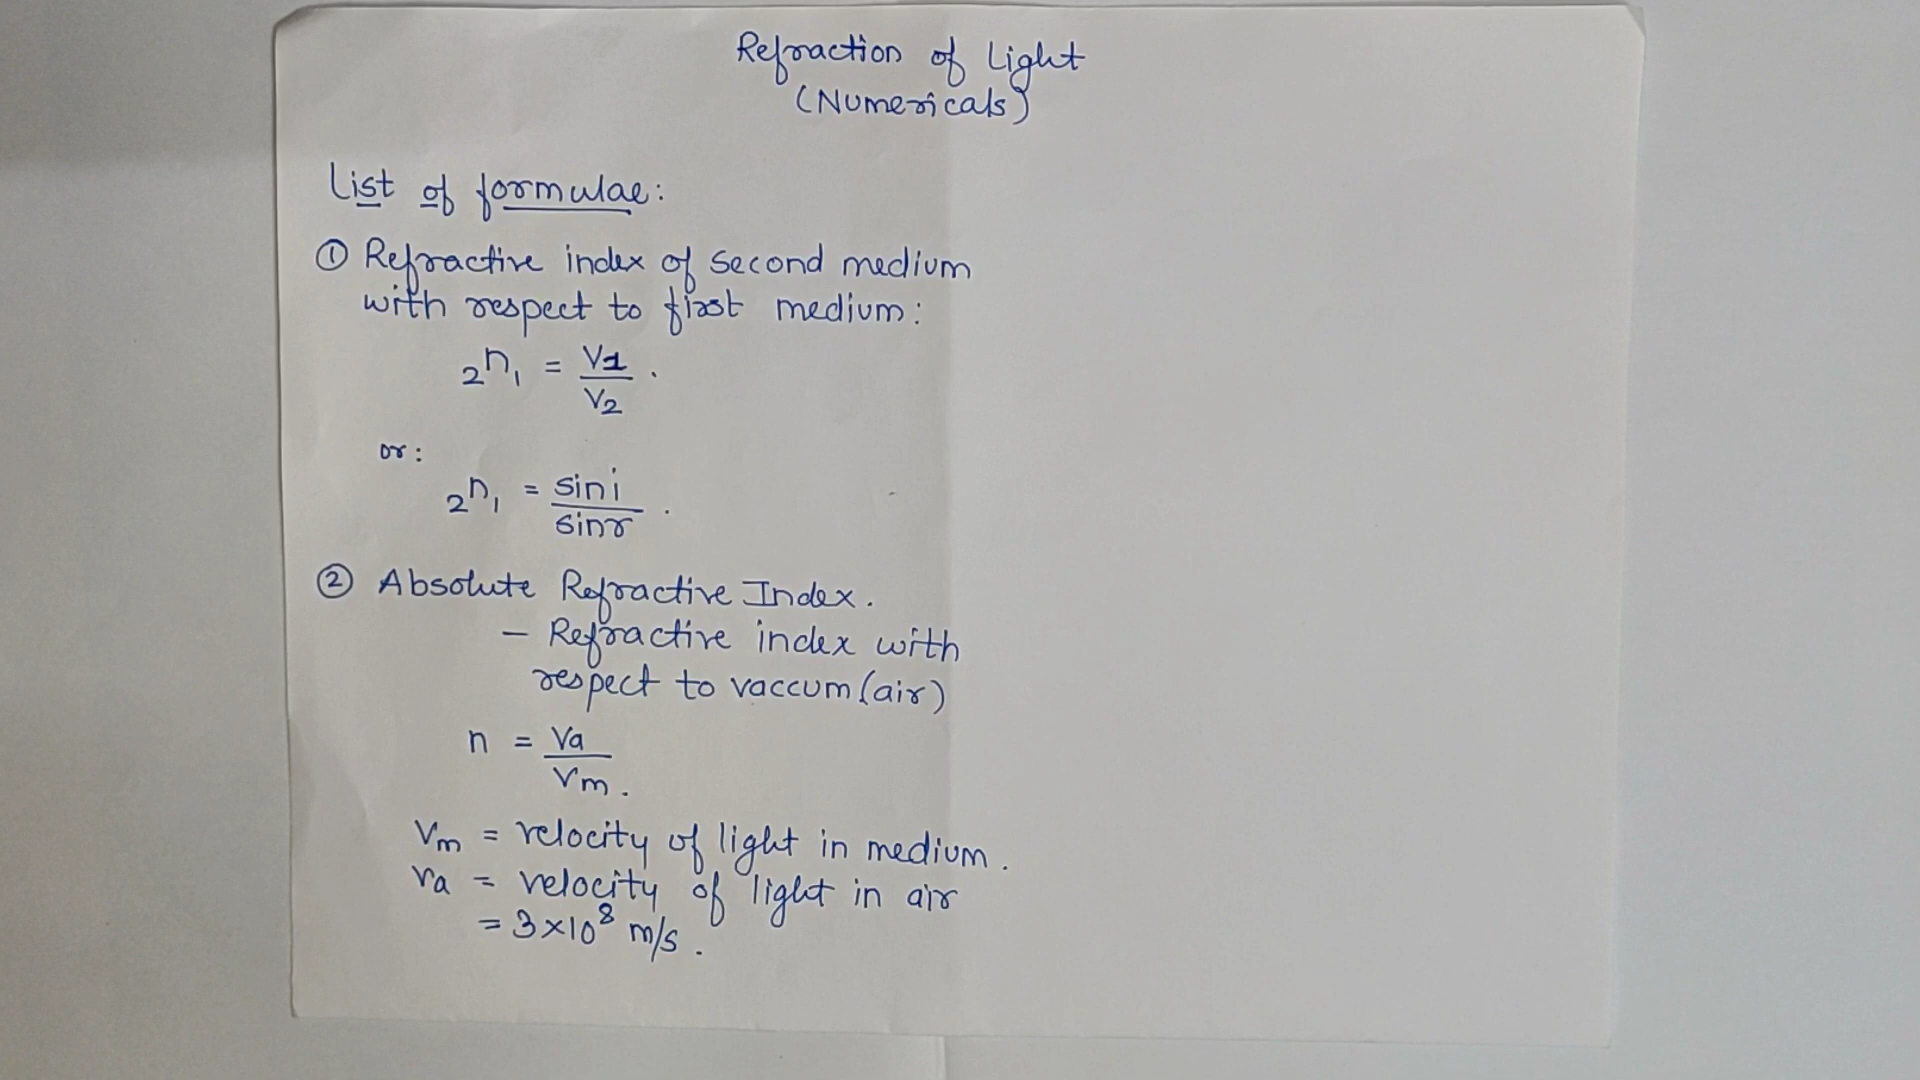 Refraction of Light
(Numericals)
List of formulae:
① Refractive index of second medium
with respect to first medium:
₂n₁ = V1/V2 .
or:
₂n₁ = sini/sinr .
② Absolute Refractive Index.
– Refractive index with
respect to vaccum (air)
n = Va/Vm.
Vm = velocity of light in medium.
Va = velocity of light in air
= 3×10⁸ m/s.